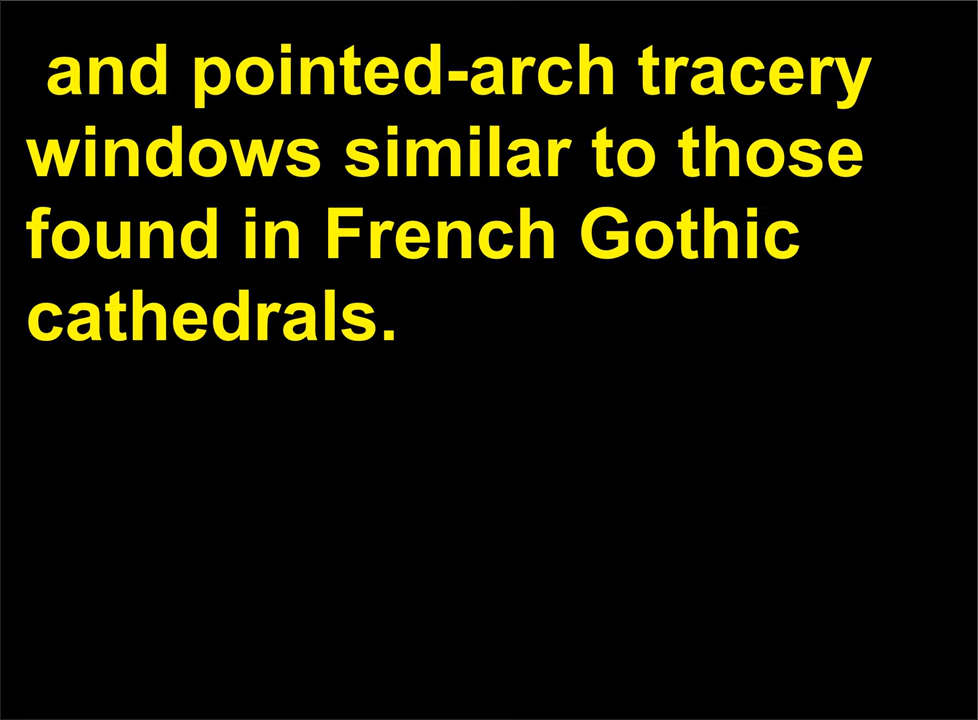 and pointed-arch tracery
windows similar to those
found in French Gothic
cathedrals.